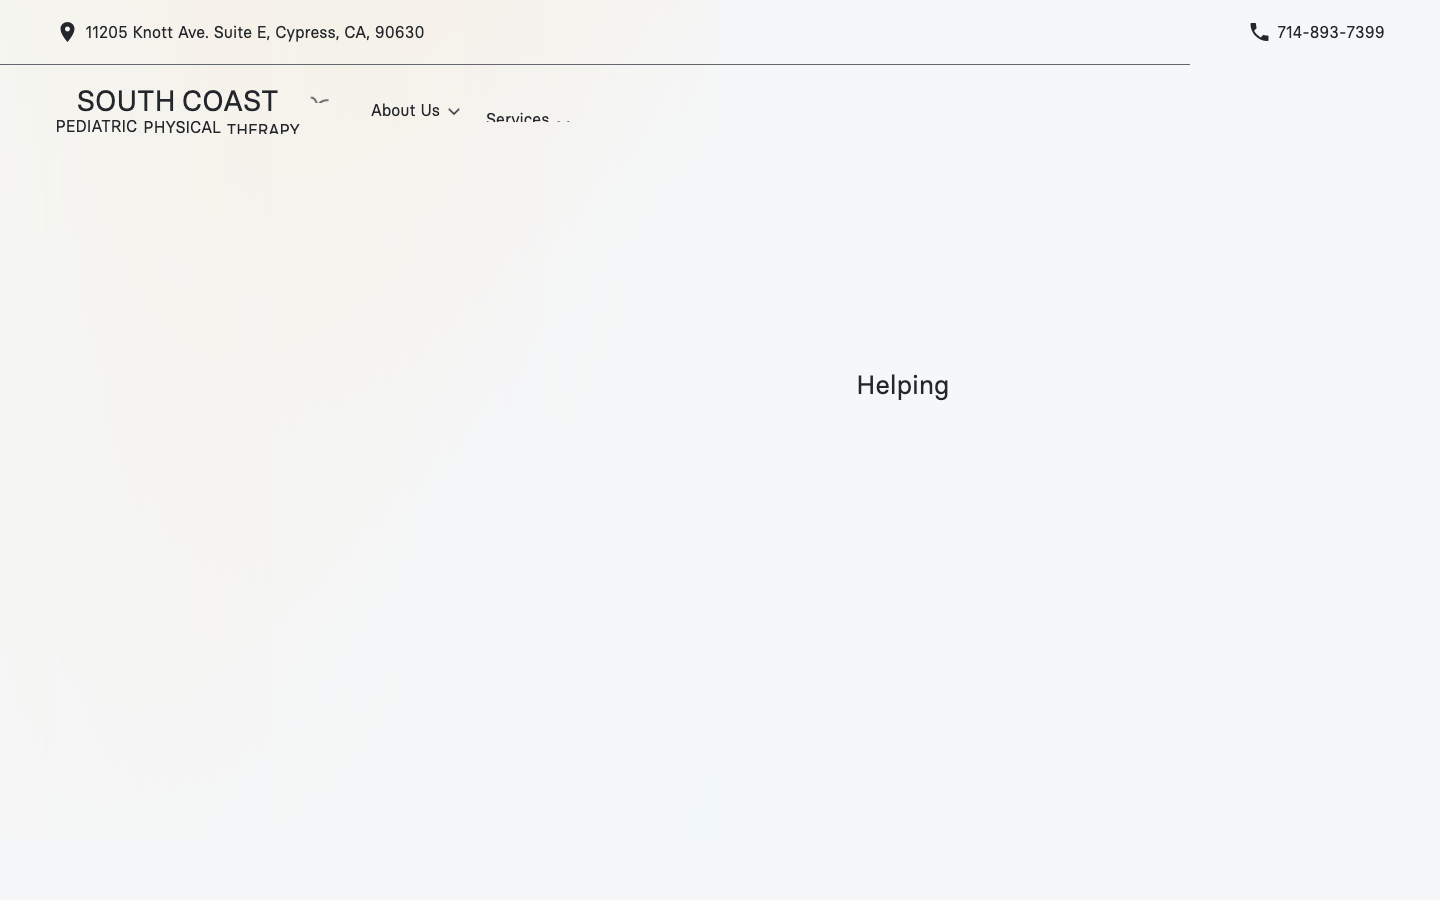 11205 Knott Ave. Suite E, Cypress, CA, 90630
714-893-7399
SOUTH COAST
PEDIATRIC PHYSICAL THERAPY
About Us
Services
Helping